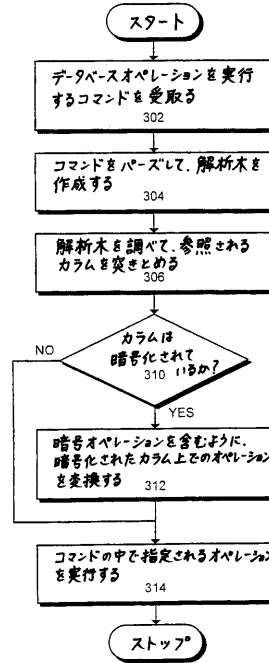 スタート
データベースオペレーションを実行
するコマンドを受取る
302
コマンドをパーズして、解析木を
作成する
304
解析木を調べて、参照される
カラムを突きとめる
306
カラムは
暗号化されて
310 いるか?
NO
YES
暗号オペレーションを含むように、
暗号化されたカラム上でのオペレーション
を変換する
312
コマンドの中で指定されるオペレーション
を実行する
314
ストップ